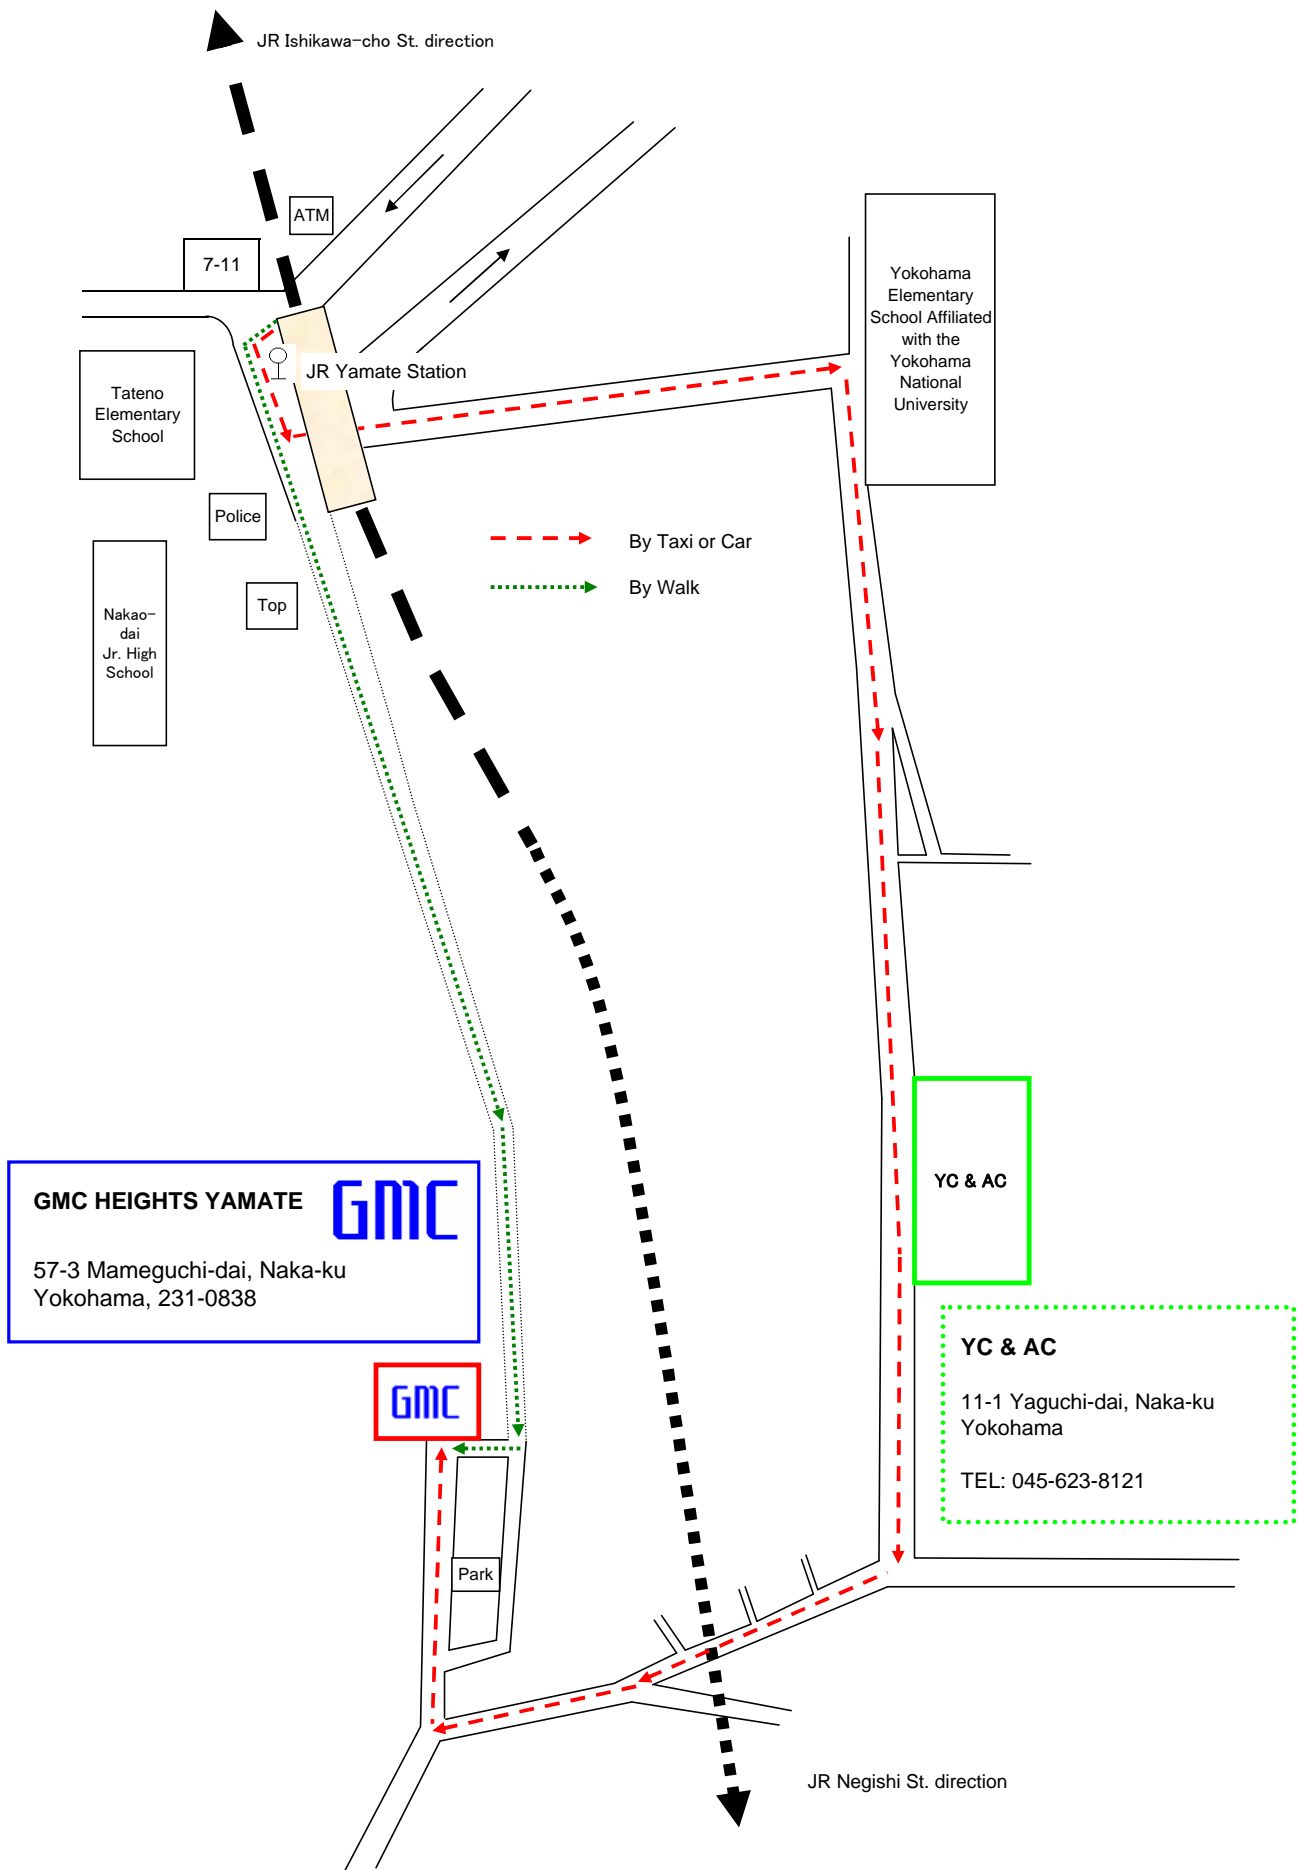 JR Ishikawa-cho St. direction
ATM
7-11
Yokohama
Elementary
School Affiliated
with the
Yokohama
National
University
JR Yamate Station
Tateno
Elementary
School
Police
By Taxi or Car
By Walk
Top
Nakao-
dai
Jr. High
School
YC & AC
GMC HEIGHTS YAMATE
GMC
57-3 Mameguchi-dai, Naka-ku
Yokohama, 231-0838
YC & AC
11-1 Yaguchi-dai, Naka-ku
Yokohama
TEL: 045-623-8121
GMC
Park
JR Negishi St. direction